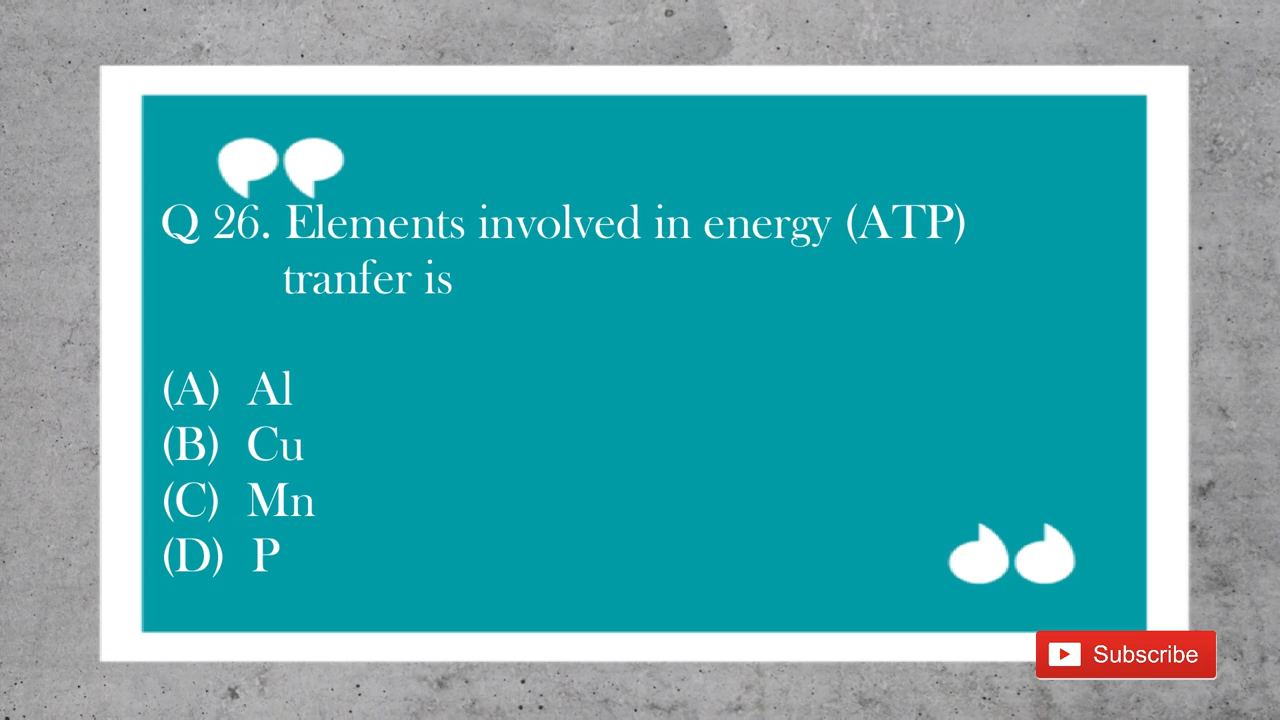 Q 26. Elements involved in energy (ATP)
tranfer is
(A) Al
(B) Cu
(C) Mn
(D) P
Subscribe